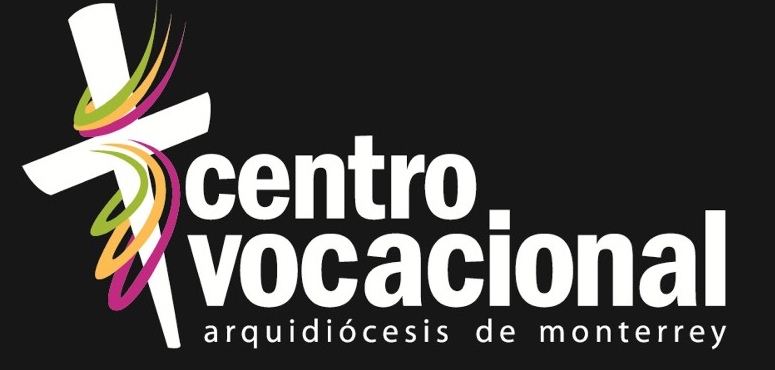 centro
vocacional
arquidiócesis de monterrey